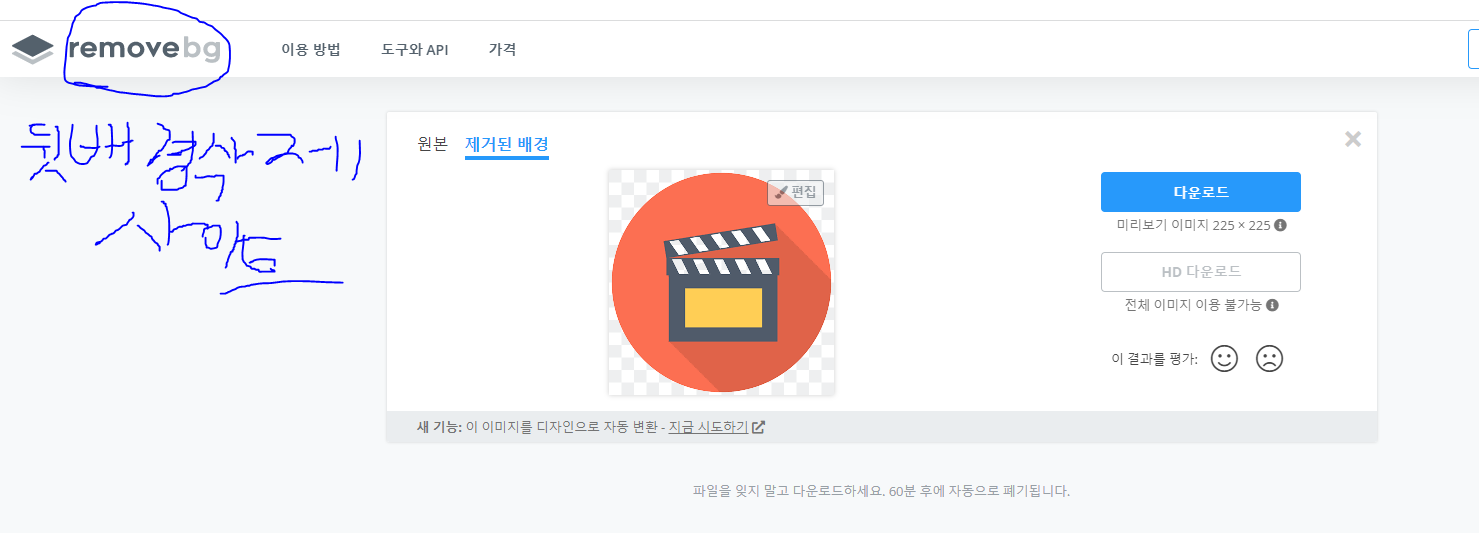 removebg
이용 방법
도구와 API
가격
뒷배경삭제
사이트
원본
제거된 배경
편집
다운로드
미리보기 이미지 225 × 225
HD 다운로드
전체 이미지 이용 불가능
이 결과를 평가:
새 기능: 이 이미지를 디자인으로 자동 변환 - 지금 시도하기
파일을 잊지 말고 다운로드하세요. 60분 후에 자동으로 폐기됩니다.